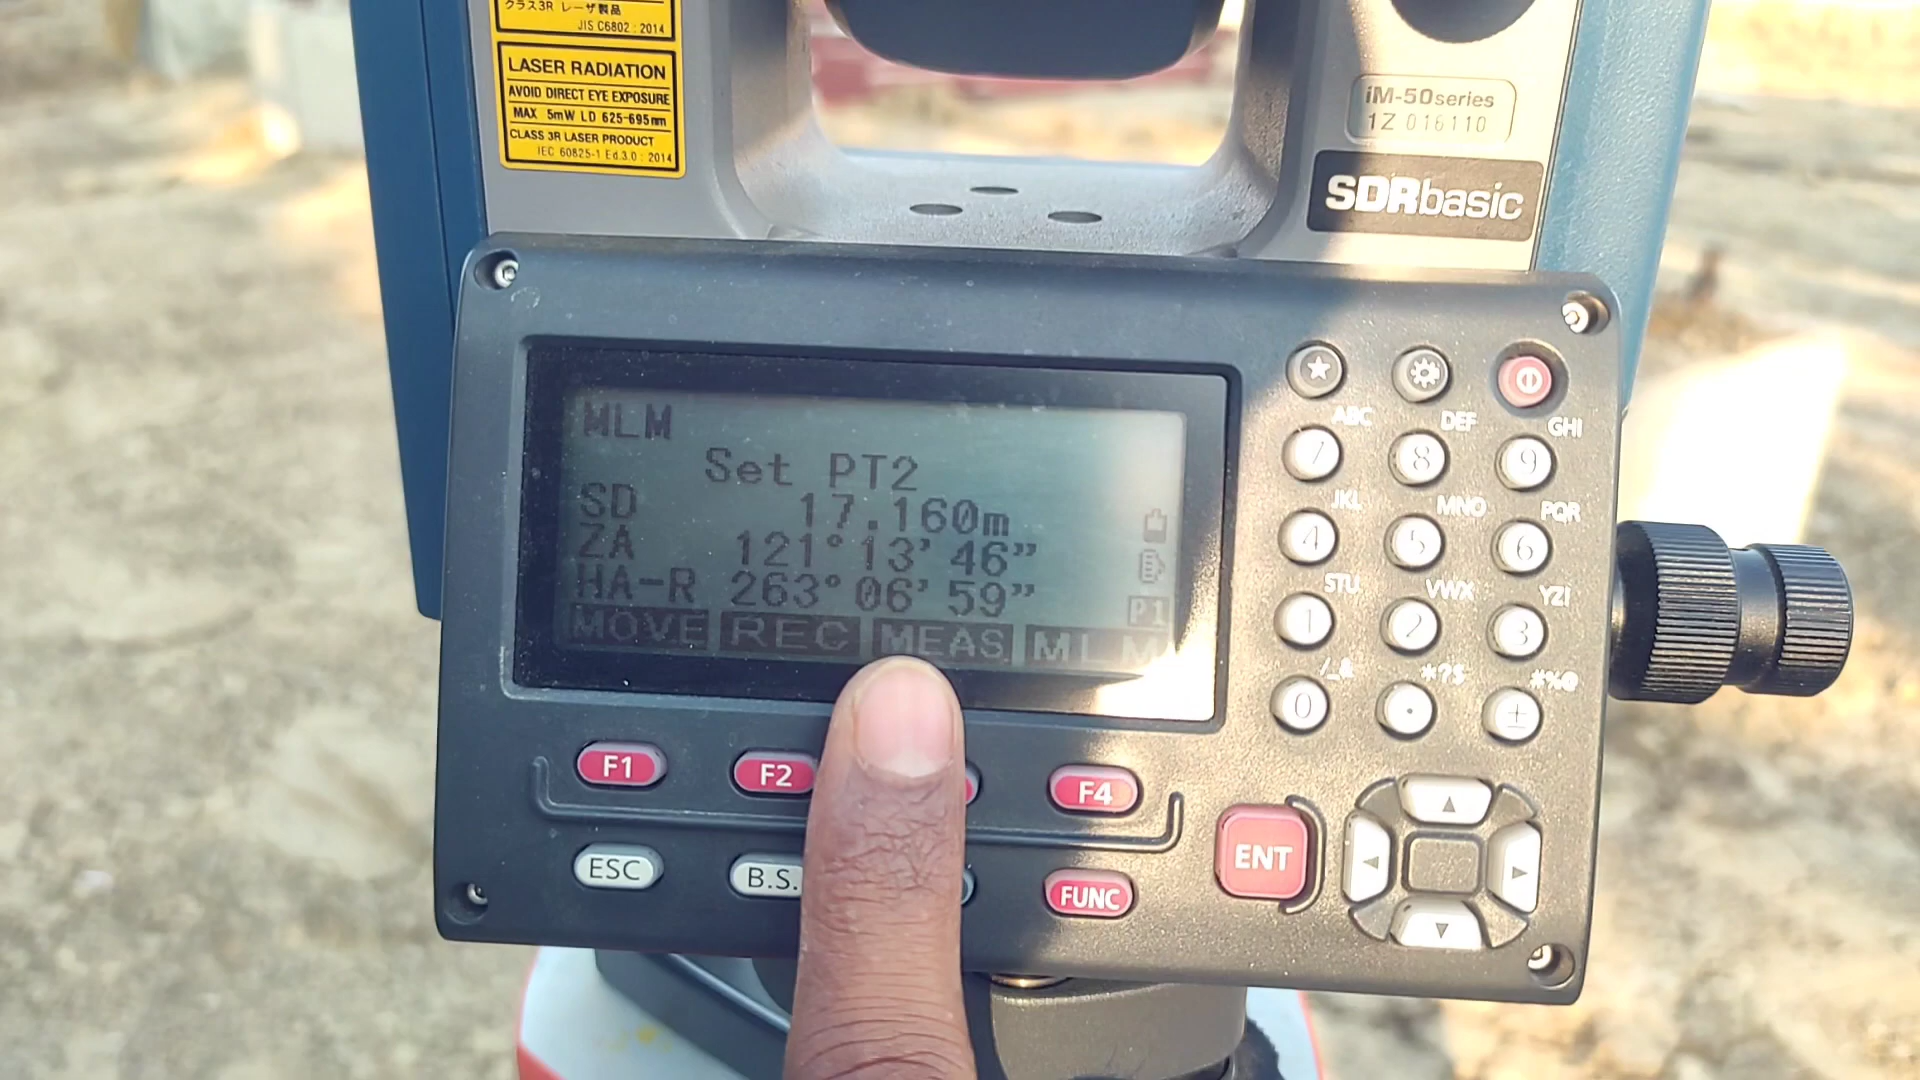 クラス3R レーザ製品
JIS C6802 : 2014
LASER RADIATION
AVOID DIRECT EYE EXPOSURE
MAX 5mW LD 625-695nm
CLASS 3R LASER PRODUCT
IEC 60825-1 Ed.3.0 : 2014
iM-50series
1Z 016110
SDRbasic
MLM
Set PT2
SD 17.160m
ZA 121°13'46"
HA-R 263°06'59"
P1
MOVE REC MEAS MLM
ABC DEF GHI
7 8 9
JKL MNO PQR
4 5 6
STU VWX YZ
1 2 3
/_& *?$ #%@
0 . ±
F1 F2 F4
ESC B.S. FUNC
ENT